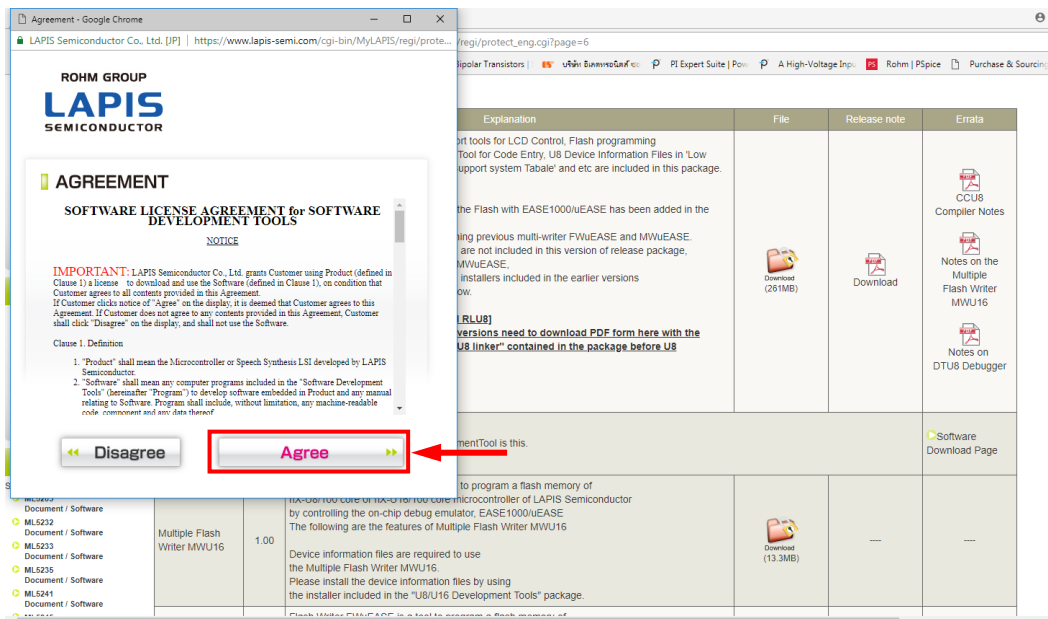 Agreement - Google Chrome
LAPIS Semiconductor Co., Ltd. [JP] | https://www.lapis-semi.com/cgi-bin/MyLAPIS/regi/prote...
/regi/protect_eng.cgi?page=6
Bipolar Transistors |
PI Expert Suite | Pow
A High-Voltage Inpu
PS Rohm | PSpice
Purchase & Sourcing
ROHM GROUP
LAPIS
SEMICONDUCTOR
AGREEMENT
SOFTWARE LICENSE AGREEMENT for SOFTWARE
DEVELOPMENT TOOLS
NOTICE
IMPORTANT: LAPIS Semiconductor Co., Ltd. grants Customer using Product (defined in
Clause 1) a license to download and use the Software (defined in Clause 1), on condition that
Customer agrees to all contents provided in this Agreement.
If Customer clicks notice of "Agree" on the display, it is deemed that Customer agrees to this
Agreement. If Customer does not agree to any contents provided in this Agreement, Customer
shall click "Disagree" on the display, and shall not use the Software.
Clause 1. Definition
1. "Product" shall mean the Microcontroller or Speech Synthesis LSI developed by LAPIS
Semiconductor.
2. "Software" shall mean any computer programs included in the "Software Development
Tools" (hereinafter "Program") to develop software embedded in Product and any manual
relating to Software. Program shall include, without limitation, any machine-readable
code, component and any data thereof
Disagree
Agree
Explanation
File
Release note
Errata
ort tools for LCD Control, Flash programming
Tool for Code Entry, U8 Device Information Files in 'Low
upport system Tabale' and etc are included in this package.
the Flash with EASE1000/uEASE has been added in the
ning previous multi-writer FWuEASE and MWuEASE.
are not included in this version of release package,
MWuEASE,
installers included in the earlier versions
ow.
l RLU8]
versions need to download PDF form here with the
U8 linker" contained in the package before U8
Download
(261MB)
Download
CCU8
Compiler Notes
Notes on the
Multiple
Flash Writer
MWU16
Notes on
DTU8 Debugger
mentTool is this.
Software
Download Page
ML5203
Document / Software
ML5232
Document / Software
ML5233
Document / Software
ML5235
Document / Software
ML5241
Document / Software
Multiple Flash
Writer MWU16
1.00
to program a flash memory of
nX-U8/100 core or nX-U16/100 core microcontroller of LAPIS Semiconductor
by controlling the on-chip debug emulator, EASE1000/uEASE
The following are the features of Multiple Flash Writer MWU16
Device information files are required to use
the Multiple Flash Writer MWU16.
Please install the device information files by using
the installer included in the "U8/U16 Development Tools" package.
Download
(13.3MB)
----
----
Flash Writer FWuEASE is a tool to program a flash memory of